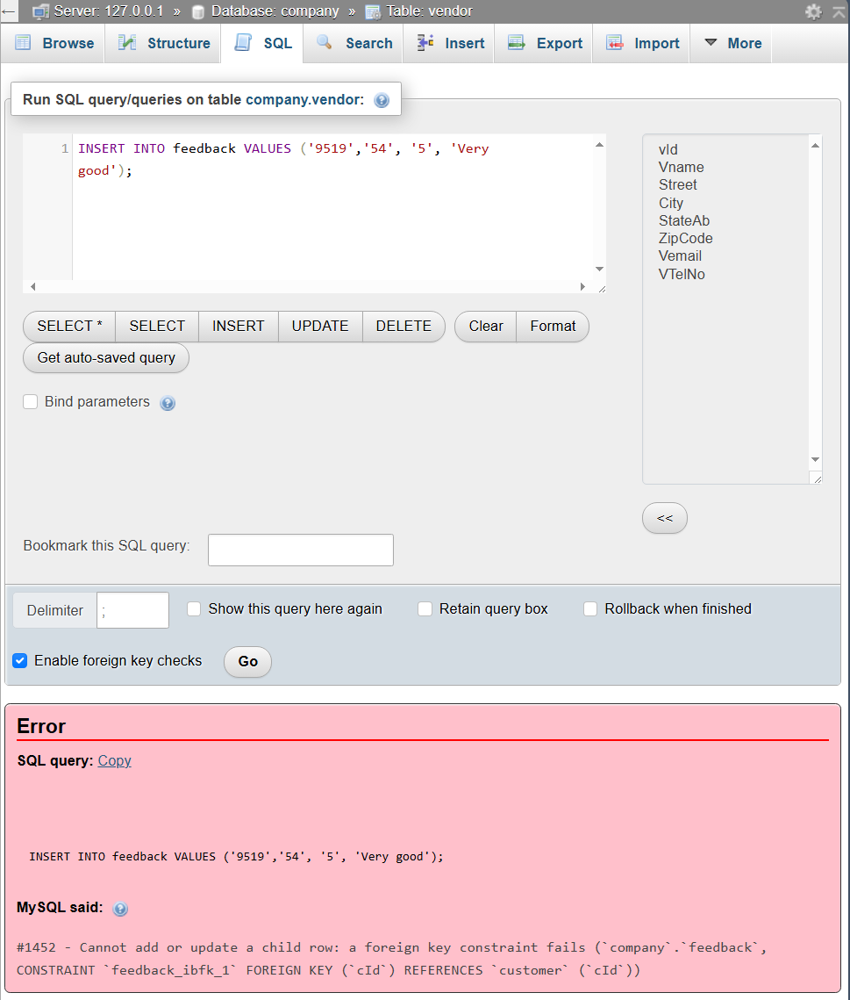 ← Server: 127.0.0.1 » Database: company » Table: vendor
Browse Structure SQL Search Insert Export Import More
Run SQL query/queries on table company.vendor:
1 INSERT INTO feedback VALUES ('9519','54', '5', 'Very
good');
vId
Vname
Street
City
StateAb
ZipCode
Vemail
VTelNo
SELECT * SELECT INSERT UPDATE DELETE Clear Format
Get auto-saved query
Bind parameters
<<
Bookmark this SQL query:
Delimiter ; Show this query here again Retain query box Rollback when finished
Enable foreign key checks Go
Error
SQL query: Copy
INSERT INTO feedback VALUES ('9519','54', '5', 'Very good');
MySQL said:
#1452 - Cannot add or update a child row: a foreign key constraint fails (`company`.`feedback`,
CONSTRAINT `feedback_ibfk_1` FOREIGN KEY (`cId`) REFERENCES `customer` (`cId`))